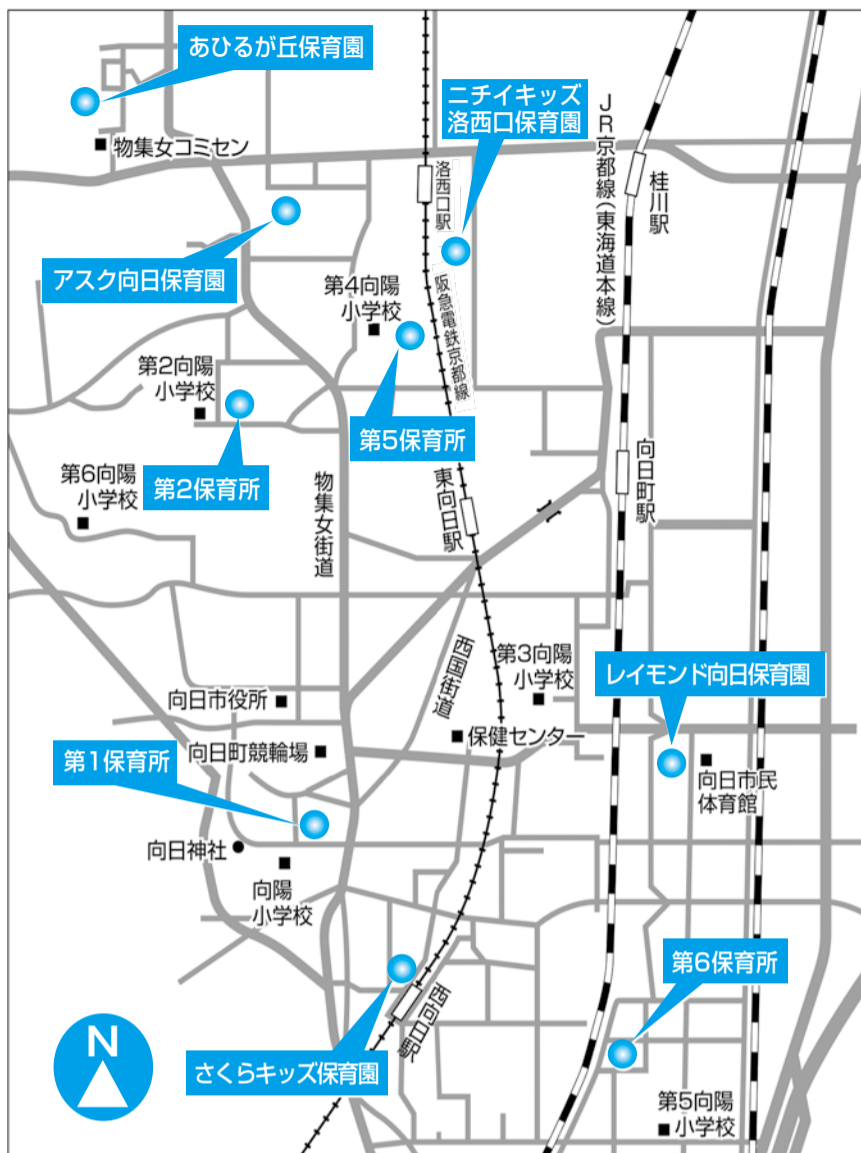 あひるが丘保育園
ニチイキッズ
洛西口保育園
JR京都線(東海道本線)
物集女コミセン
桂川駅
洛西口駅
アスク向日保育園
第4向陽
小学校
阪急電鉄京都線
第2向陽
小学校
第5保育所
第2保育所
第6向陽
小学校
物集女街道
東向日駅
向日町駅
西国街道
第3向陽
小学校
レイモンド向日保育園
向日市役所
保健センター
向日町競輪場
第1保育所
向日市民
体育館
向日神社
向陽
小学校
第6保育所
西向日駅
N
さくらキッズ保育園
第5向陽
小学校